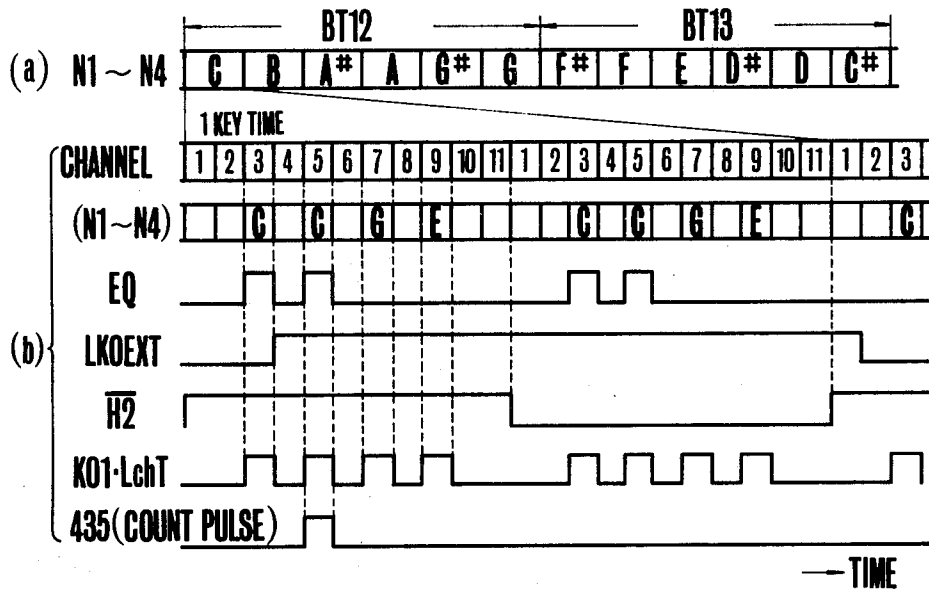 BT12 BT13
(a) N1 ~ N4 C B A# A G# G F# F E D# D C#
1 KEY TIME
CHANNEL 1 2 3 4 5 6 7 8 9 10 11 1 2 3 4 5 6 7 8 9 10 11 1 2 3
(N1~N4) C C G E C C G E C
EQ
(b) LKOEXT
H2
KO1·LchT
435(COUNT PULSE)
TIME